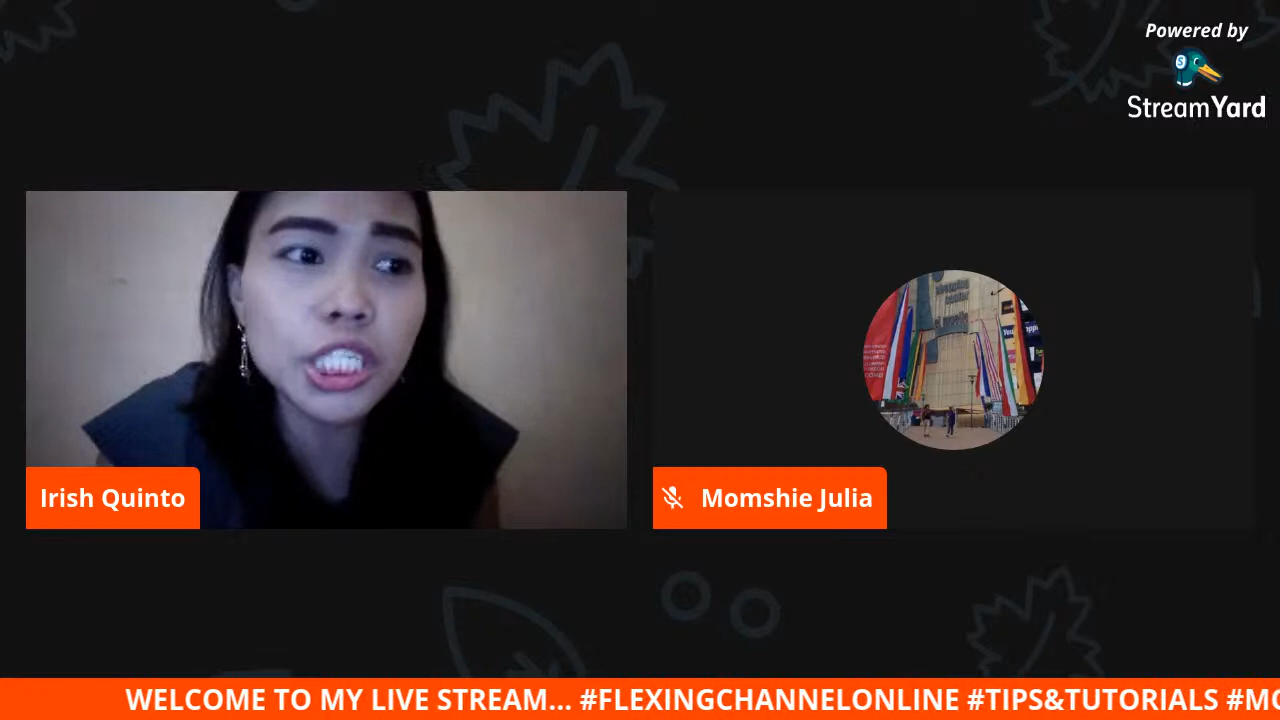 Powered by
StreamYard
Irish Quinto
Momshie Julia
WELCOME TO MY LIVE STREAM... #FLEXINGCHANNELONLINE #TIPS&TUTORIALS